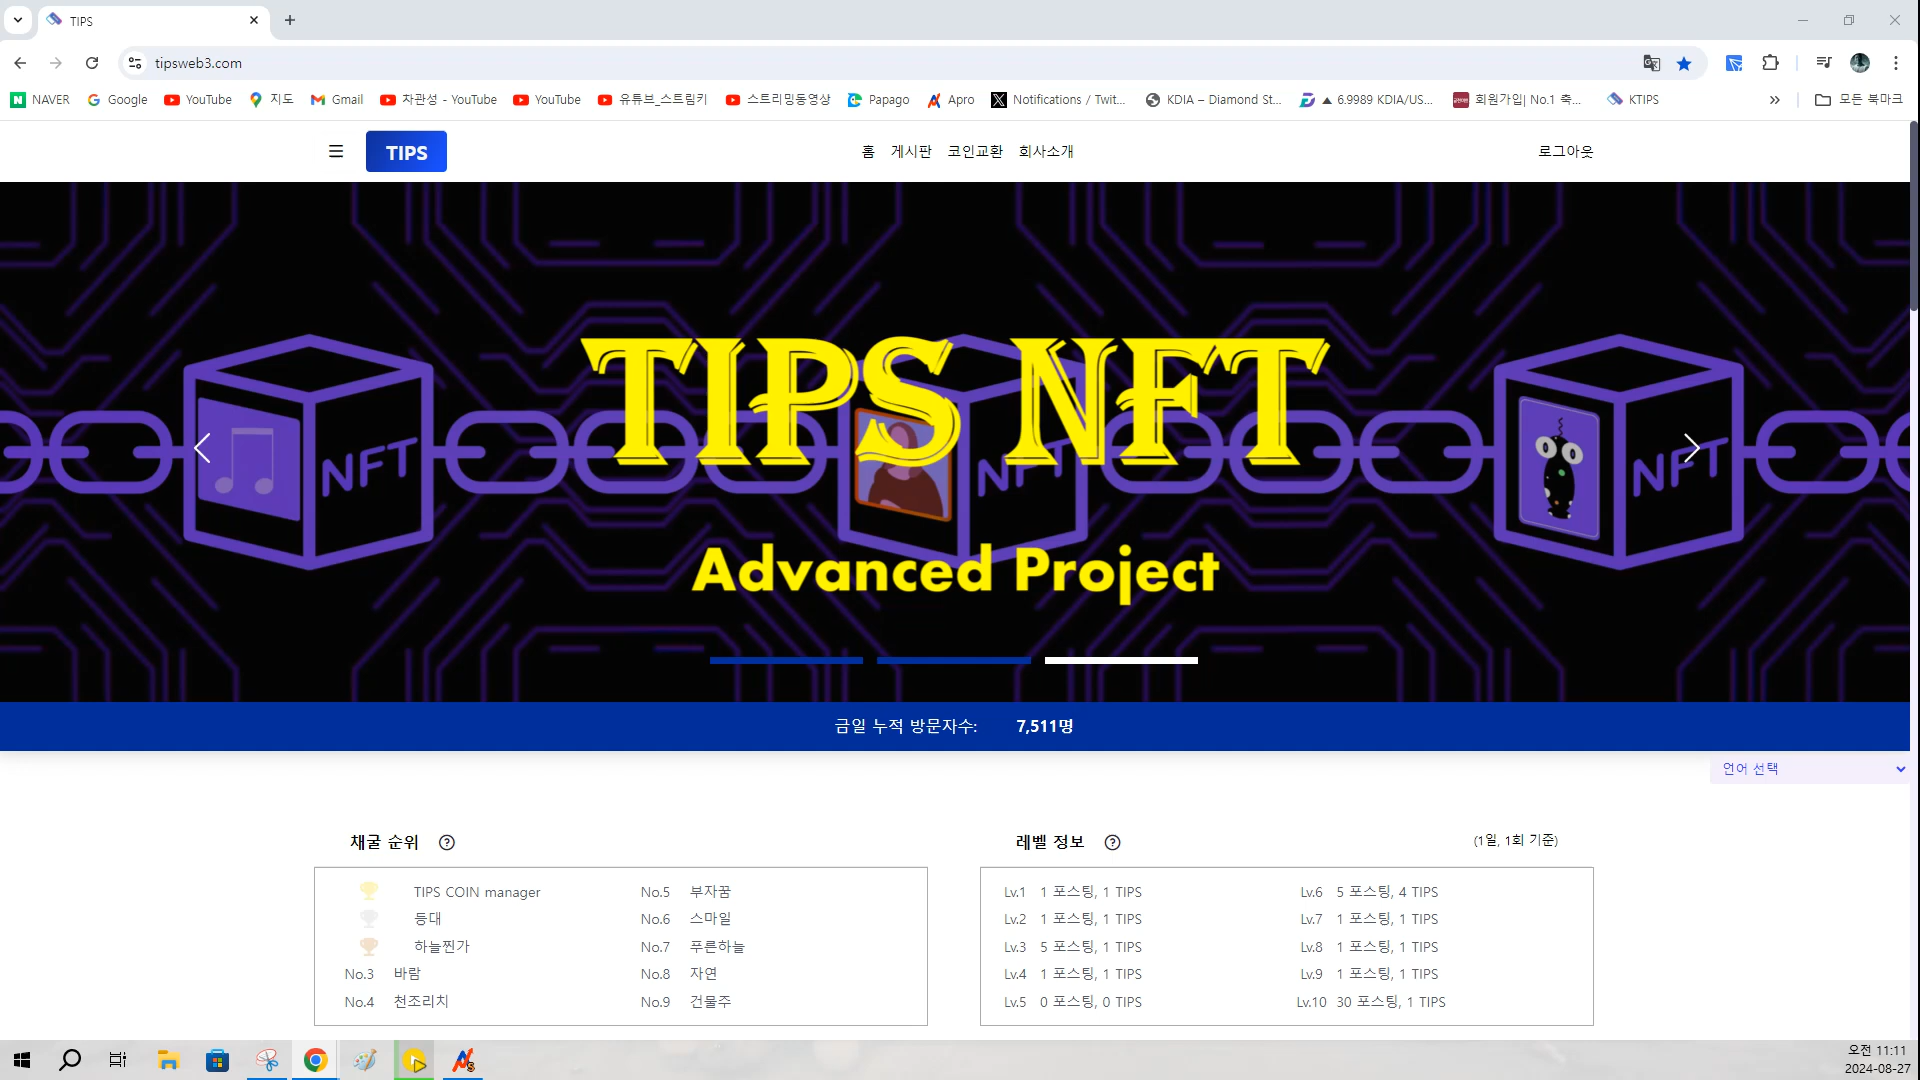 TIPS
tipsweb3.com
NAVER Google YouTube 지도 Gmail 차관성 - YouTube YouTube 유튜브_스트림키 스트리밍동영상 Papago Apro Notifications / Twit... KDIA – Diamond St... ▲ 6.9989 KDIA/US... 회원가입| No.1 축... KTIPS » 모든 북마크
TIPS 홈 게시판 코인교환 회사소개 로그아웃
TIPS NFT
NFT NFT NFT
Advanced Project
금일 누적 방문자수: 7,511명
언어 선택
채굴 순위
TIPS COIN manager No.5 부자꿈
등대 No.6 스마일
하늘찐가 No.7 푸른하늘
No.3 바람 No.8 자연
No.4 천조리치 No.9 건물주
레벨 정보 (1일, 1회 기준)
Lv.1 1 포스팅, 1 TIPS Lv.6 5 포스팅, 4 TIPS
Lv.2 1 포스팅, 1 TIPS Lv.7 1 포스팅, 1 TIPS
Lv.3 5 포스팅, 1 TIPS Lv.8 1 포스팅, 1 TIPS
Lv.4 1 포스팅, 1 TIPS Lv.9 1 포스팅, 1 TIPS
Lv.5 0 포스팅, 0 TIPS Lv.10 30 포스팅, 1 TIPS
오전 11:11
2024-08-27